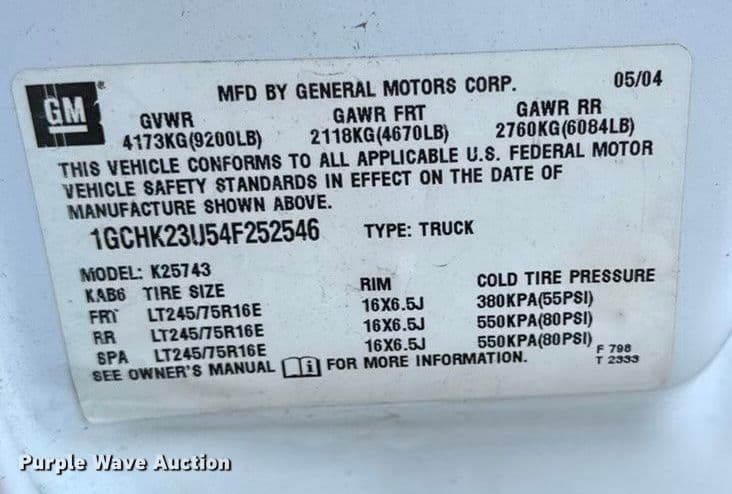 GM
MFD BY GENERAL MOTORS CORP. 05/04
GVWR GAWR FRT GAWR RR
4173KG(9200LB) 2118KG(4670LB) 2760KG(6084LB)
THIS VEHICLE CONFORMS TO ALL APPLICABLE U.S. FEDERAL MOTOR
VEHICLE SAFETY STANDARDS IN EFFECT ON THE DATE OF
MANUFACTURE SHOWN ABOVE.
1GCHK23U54F252546 TYPE: TRUCK
MODEL: K25743
KAB6 TIRE SIZE RIM COLD TIRE PRESSURE
FRT LT245/75R16E 16X6.5J 380KPA(55PSI)
RR LT245/75R16E 16X6.5J 550KPA(80PSI)
SPA LT245/75R16E 16X6.5J 550KPA(80PSI)
SEE OWNER'S MANUAL FOR MORE INFORMATION.
F 798
T 2333
Purple Wave Auction